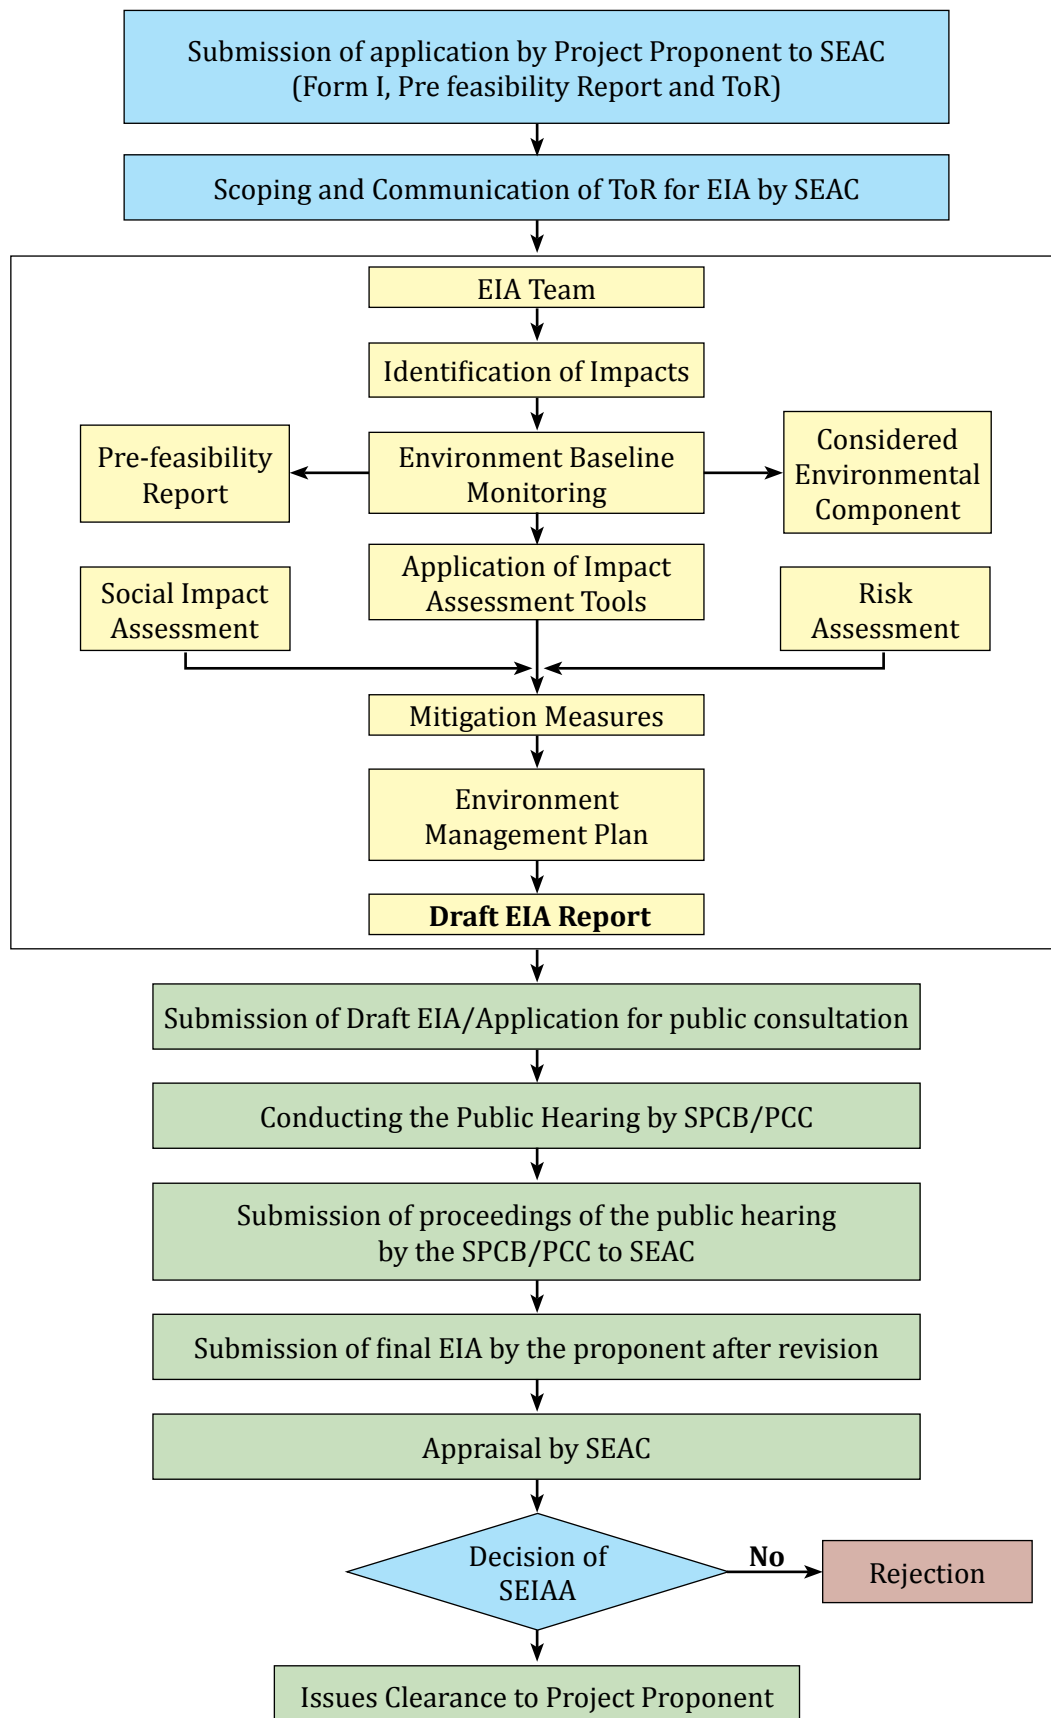 Submission of application by Project Proponent to SEAC
(Form I, Pre feasibility Report and ToR)
Scoping and Communication of ToR for EIA by SEAC
EIA Team
Identification of Impacts
Pre-feasibility
Report
Environment Baseline
Monitoring
Considered
Environmental
Component
Social Impact
Assessment
Application of Impact
Assessment Tools
Risk
Assessment
Mitigation Measures
Environment
Management Plan
Draft EIA Report
Submission of Draft EIA/Application for public consultation
Conducting the Public Hearing by SPCB/PCC
Submission of proceedings of the public hearing
by the SPCB/PCC to SEAC
Submission of final EIA by the proponent after revision
Appraisal by SEAC
Decision of
SEIAA
No
Rejection
Issues Clearance to Project Proponent